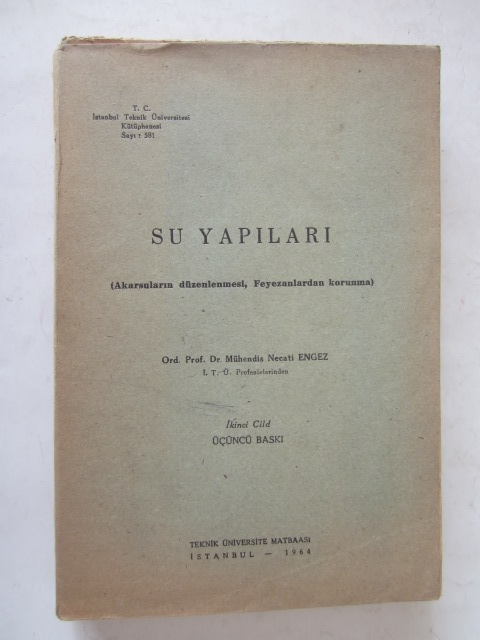 T. C.
İstanbul Teknik Üniversitesi
Kütüphanesi
Sayı : 581
SU YAPILARI
(Akarsuların düzenlenmesi, Feyezanlardan korunma)
Ord. Prof. Dr. Mühendis Necati ENGEZ
İ. T. Ü. Profesörlerinden
İkinci Cild
ÜÇÜNCÜ BASKI
TEKNİK ÜNİVERSİTE MATBAASI
İSTANBUL — 1964